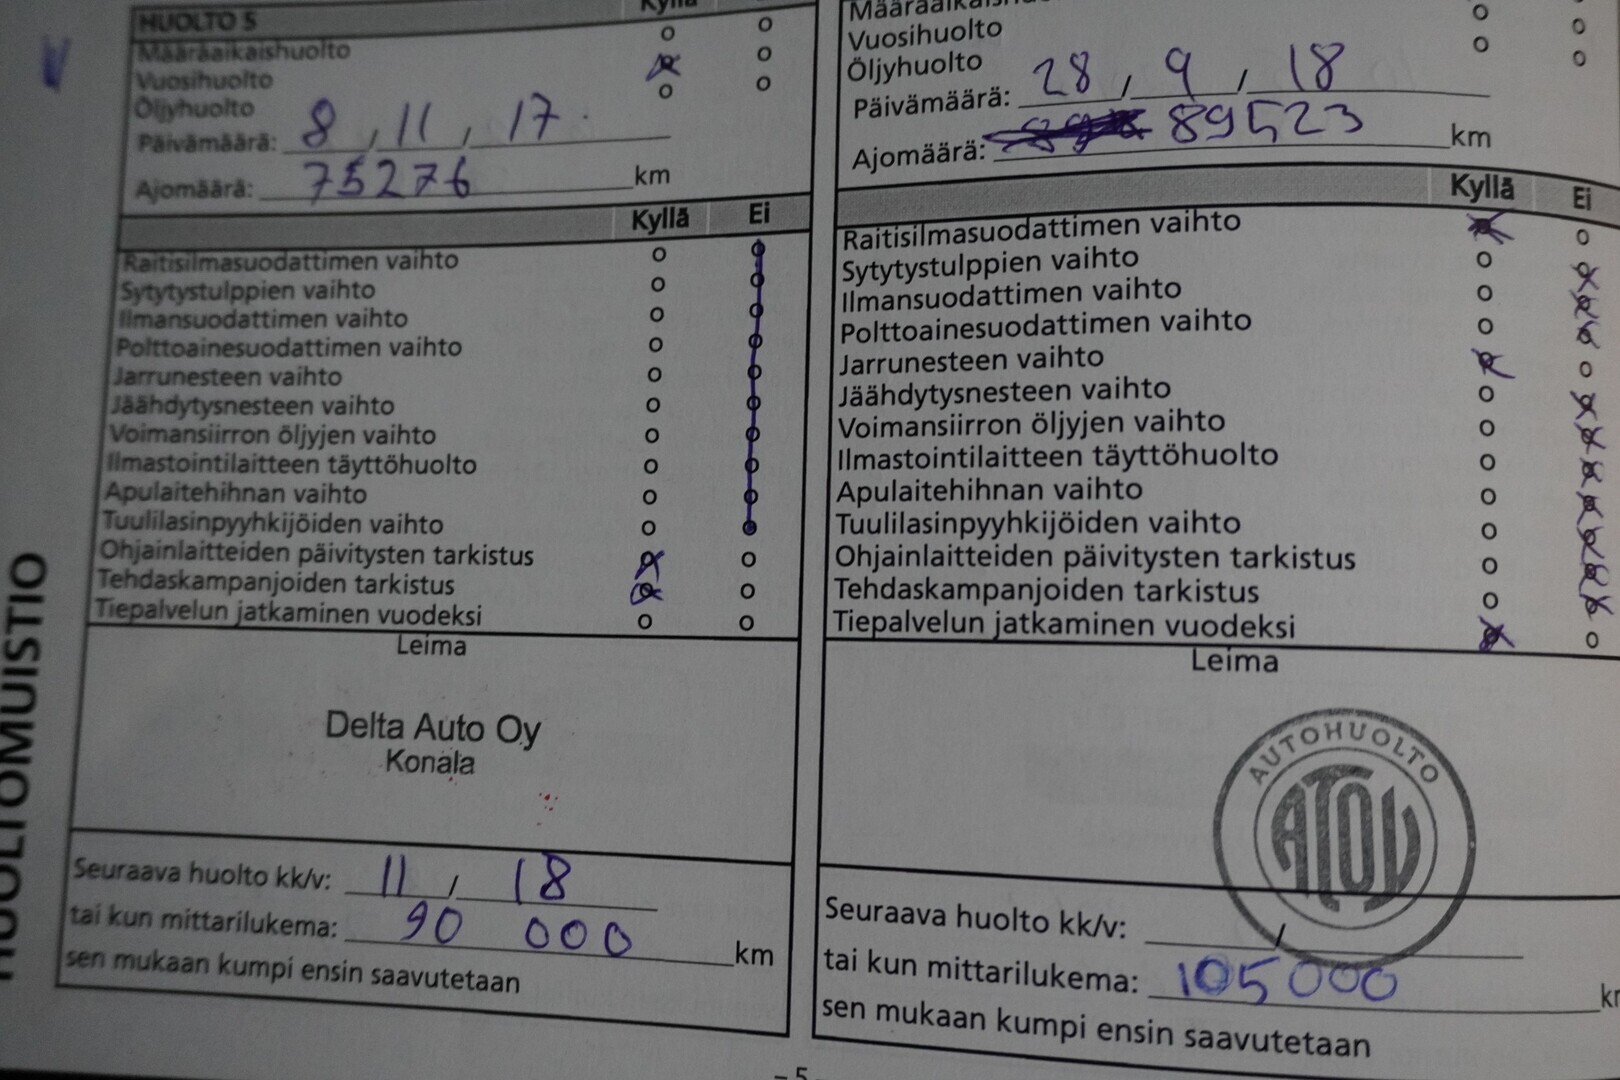 HUOLTO 5 Kyllä
Määräaikaishuolto
Vuosihuolto
Öljyhuolto
Päivämäärä: 8 / 11 / 17
Ajomäärä: 75276 km
Kyllä Ei
Raitisilmasuodattimen vaihto
Sytytystulppien vaihto
Ilmansuodattimen vaihto
Polttoainesuodattimen vaihto
Jarrunesteen vaihto
Jäähdytysnesteen vaihto
Voimansiirron öljyjen vaihto
Ilmastointilaitteen täyttöhuolto
Apulaitehihnan vaihto
Tuulilasinpyyhkijöiden vaihto
Ohjainlaitteiden päivitysten tarkistus
Tehdaskampanjoiden tarkistus
Tiepalvelun jatkaminen vuodeksi
Leima
Delta Auto Oy
Konala
Seuraava huolto kk/v: 11 / 18
tai kun mittarilukema: 90 000 km
sen mukaan kumpi ensin saavutetaan
HUOLTOMUISTIO
Määräaikaishuolto
Vuosihuolto
Öljyhuolto
Päivämäärä: 28 / 9 / 18
Ajomäärä: 89523 km
Kyllä Ei
Raitisilmasuodattimen vaihto
Sytytystulppien vaihto
Ilmansuodattimen vaihto
Polttoainesuodattimen vaihto
Jarrunesteen vaihto
Jäähdytysnesteen vaihto
Voimansiirron öljyjen vaihto
Ilmastointilaitteen täyttöhuolto
Apulaitehihnan vaihto
Tuulilasinpyyhkijöiden vaihto
Ohjainlaitteiden päivitysten tarkistus
Tehdaskampanjoiden tarkistus
Tiepalvelun jatkaminen vuodeksi
Leima
AUTOHUOLTO
ATOY
Seuraava huolto kk/v: /
tai kun mittarilukema: 105 000 km
sen mukaan kumpi ensin saavutetaan
– 5